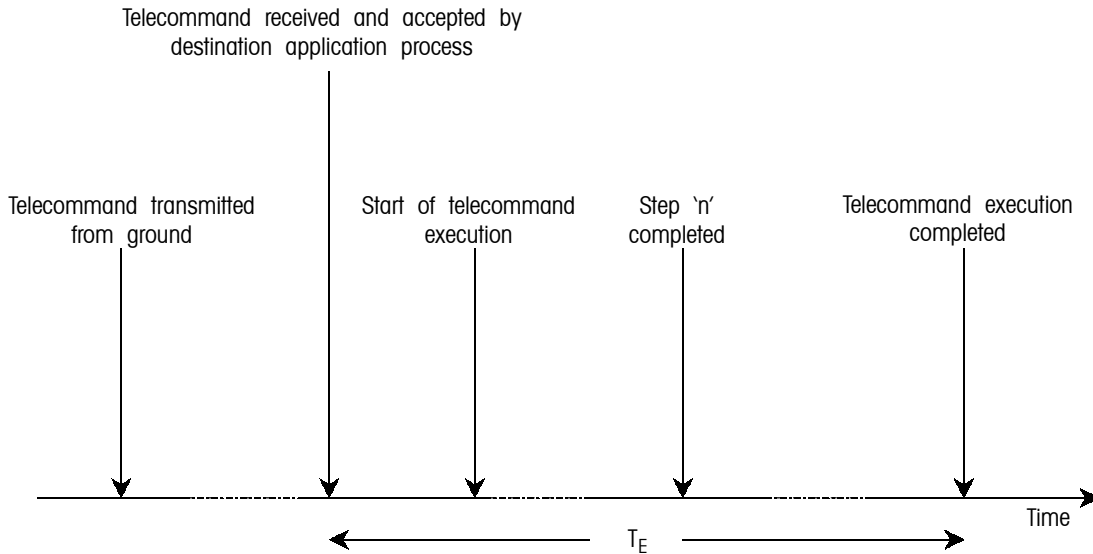 Telecommand received and accepted by
destination application process
Telecommand transmitted
from ground
Start of telecommand
execution
Step ‘n’
completed
Telecommand execution
completed
Time
TE